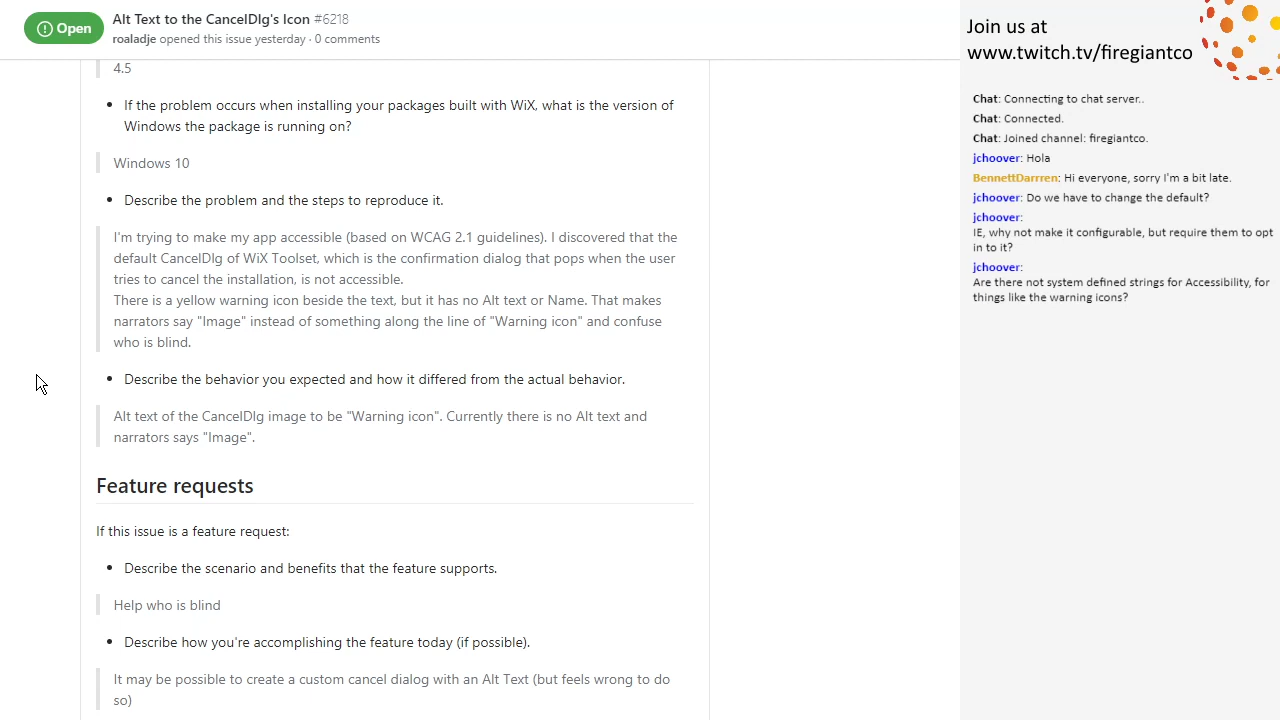 Open
Alt Text to the CancelDlg's Icon #6218
roaladje opened this issue yesterday · 0 comments
4.5
• If the problem occurs when installing your packages built with WiX, what is the version of
Windows the package is running on?
Windows 10
• Describe the problem and the steps to reproduce it.
I'm trying to make my app accessible (based on WCAG 2.1 guidelines). I discovered that the
default CancelDlg of WiX Toolset, which is the confirmation dialog that pops when the user
tries to cancel the installation, is not accessible.
There is a yellow warning icon beside the text, but it has no Alt text or Name. That makes
narrators say "Image" instead of something along the line of "Warning icon" and confuse
who is blind.
• Describe the behavior you expected and how it differed from the actual behavior.
Alt text of the CancelDlg image to be "Warning icon". Currently there is no Alt text and
narrators says "Image".
Feature requests
If this issue is a feature request:
• Describe the scenario and benefits that the feature supports.
Help who is blind
• Describe how you're accomplishing the feature today (if possible).
It may be possible to create a custom cancel dialog with an Alt Text (but feels wrong to do
so)
Join us at
www.twitch.tv/firegiantco
Chat: Connecting to chat server..
Chat: Connected.
Chat: Joined channel: firegiantco.
jchoover: Hola
BennettDarrren: Hi everyone, sorry I'm a bit late.
jchoover: Do we have to change the default?
jchoover:
IE, why not make it configurable, but require them to opt
in to it?
jchoover:
Are there not system defined strings for Accessibility, for
things like the warning icons?